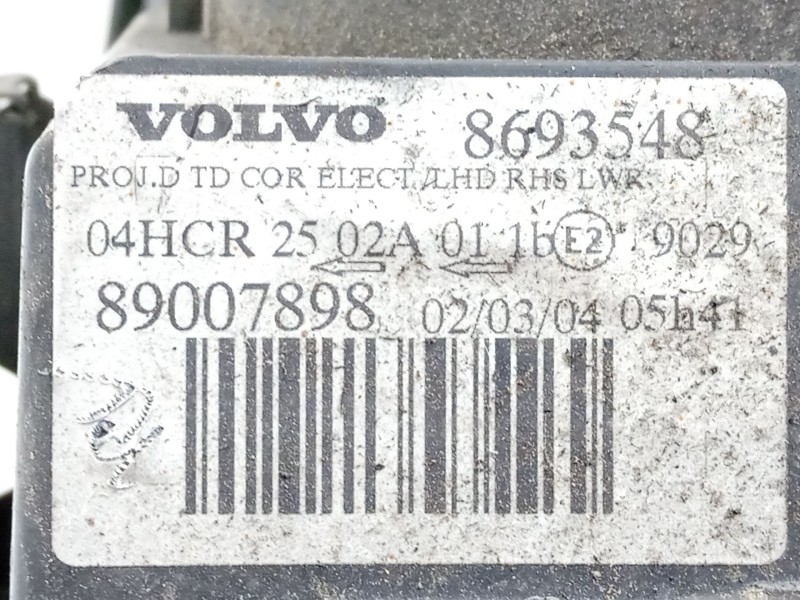 VOLVO 8693548
PROJ.D TD COR ELECT./LHD RHS LWR.
04HCR 25 02A 01 1b E2 9029
89007898 02/03/04 05h41